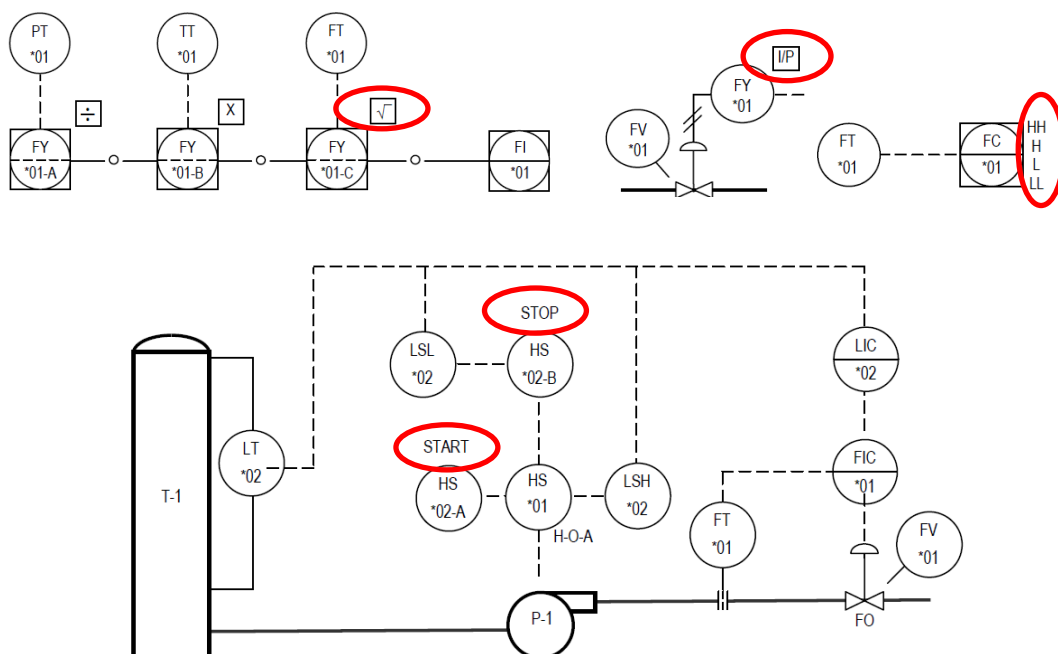 PT
*01
TT
*01
FT
*01
÷
X
√
FY
*01-A
FY
*01-B
FY
*01-C
FI
*01
I/P
FY
*01
FV
*01
FT
*01
FC
*01
HH
H
L
LL
STOP
LSL
*02
HS
*02-B
LIC
*02
START
LT
*02
HS
*02-A
HS
*01
LSH
*02
H-O-A
FIC
*01
T-1
FT
*01
FV
*01
P-1
FO